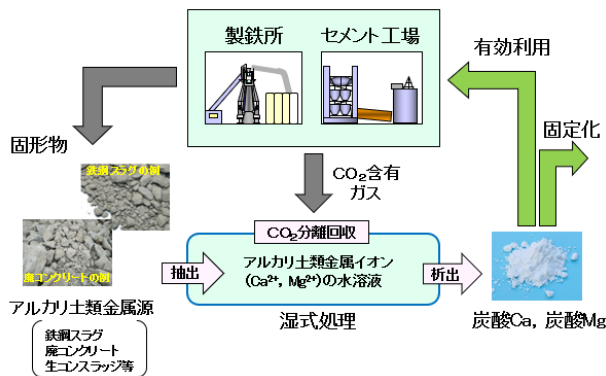 製鉄所
セメント工場
有効利用
固形物
固定化
CO₂含有
ガス
鉄鋼スラグの例
廃コンクリートの例
CO₂分離回収
抽出
アルカリ土類金属イオン
(Ca²⁺, Mg²⁺)の水溶液
析出
アルカリ土類金属源
湿式処理
炭酸Ca, 炭酸Mg
鉄鋼スラグ
廃コンクリート
生コンスラッジ等